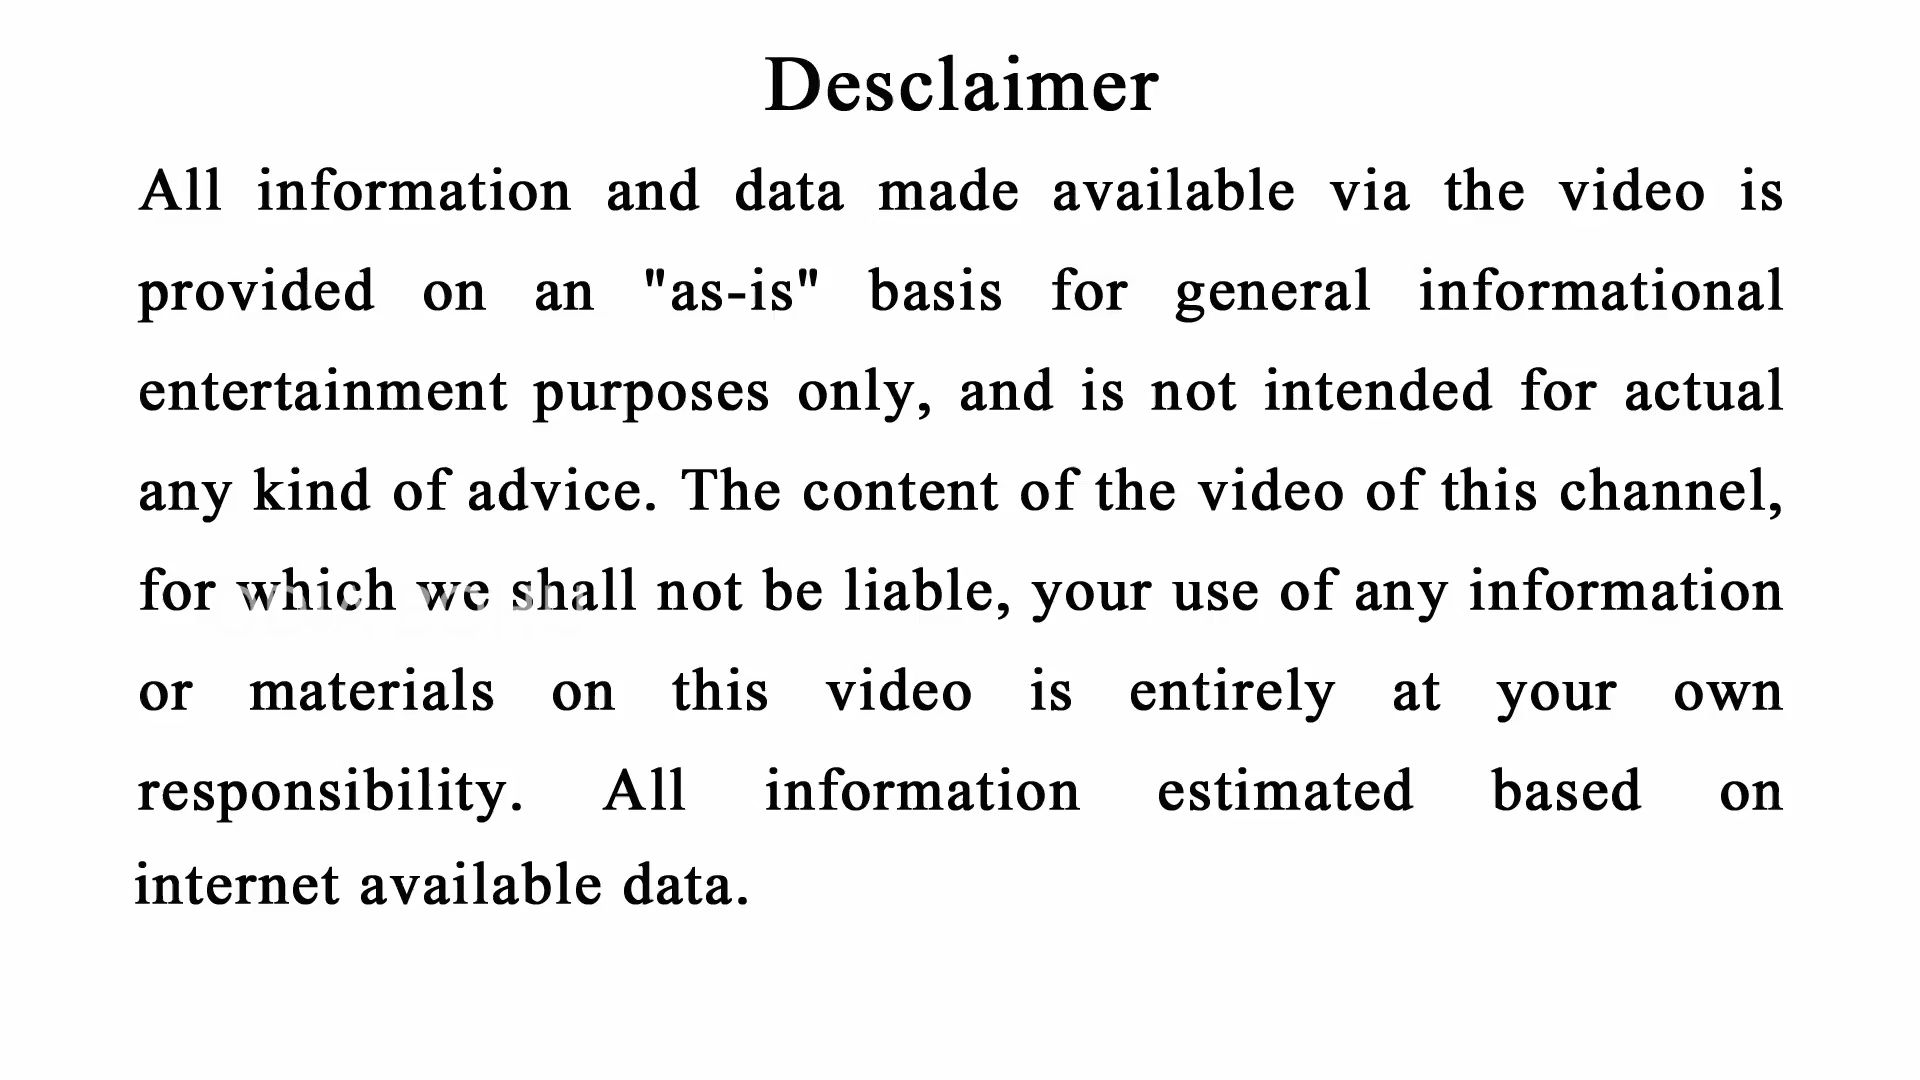 Desclaimer
All information and data made available via the video is
provided on an "as-is" basis for general informational
entertainment purposes only, and is not intended for actual
any kind of advice. The content of the video of this channel,
for which we shall not be liable, your use of any information
or materials on this video is entirely at your own
responsibility. All information estimated based on
internet available data.